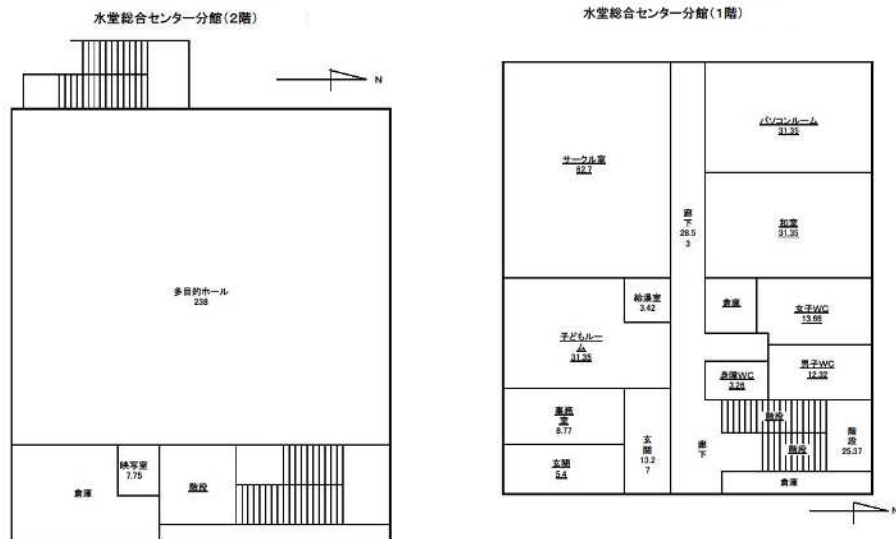 水堂総合センター分館(2階)
N
多目的ホール
238
映写室
7.75
倉庫
階段
水堂総合センター分館(1階)
パソコンルーム
31.35
サークル室
62.7
廊
下
28.5
3
和室
31.35
給湯室
3.42
倉庫
女子WC
13.68
子どもルー
ム
31.35
男子WC
12.32
身障WC
3.26
事務
室
8.77
階段
階段
階
段
25.37
玄
関
13.2
7
廊
下
玄関
5.4
倉庫
N